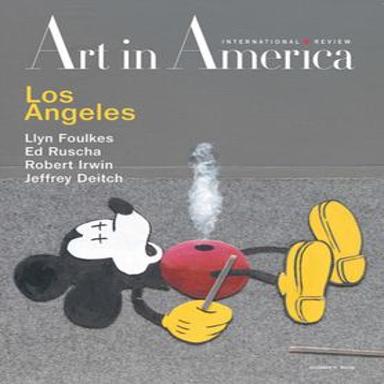 INTERNATIONAL REVIEW
Art in America
Los
Angeles
Llyn Foulkes
Ed Ruscha
Robert Irwin
Jeffrey Deitch